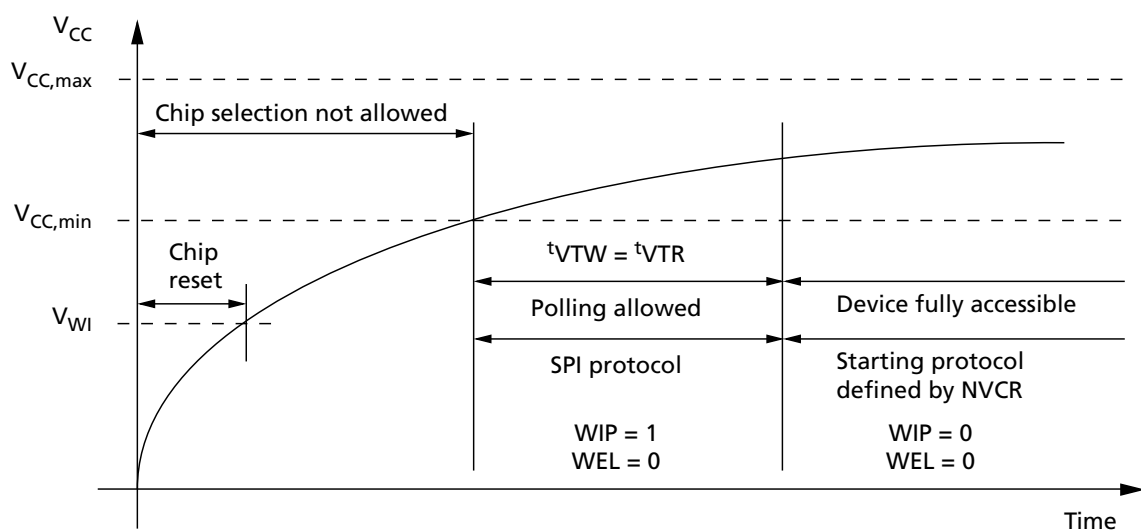 VCC
VCC,max
Chip selection not allowed
VCC,min
Chip
reset
tVTW = tVTR
VWI
Polling allowed
Device fully accessible
SPI protocol
Starting protocol
defined by NVCR
WIP = 1
WEL = 0
WIP = 0
WEL = 0
Time